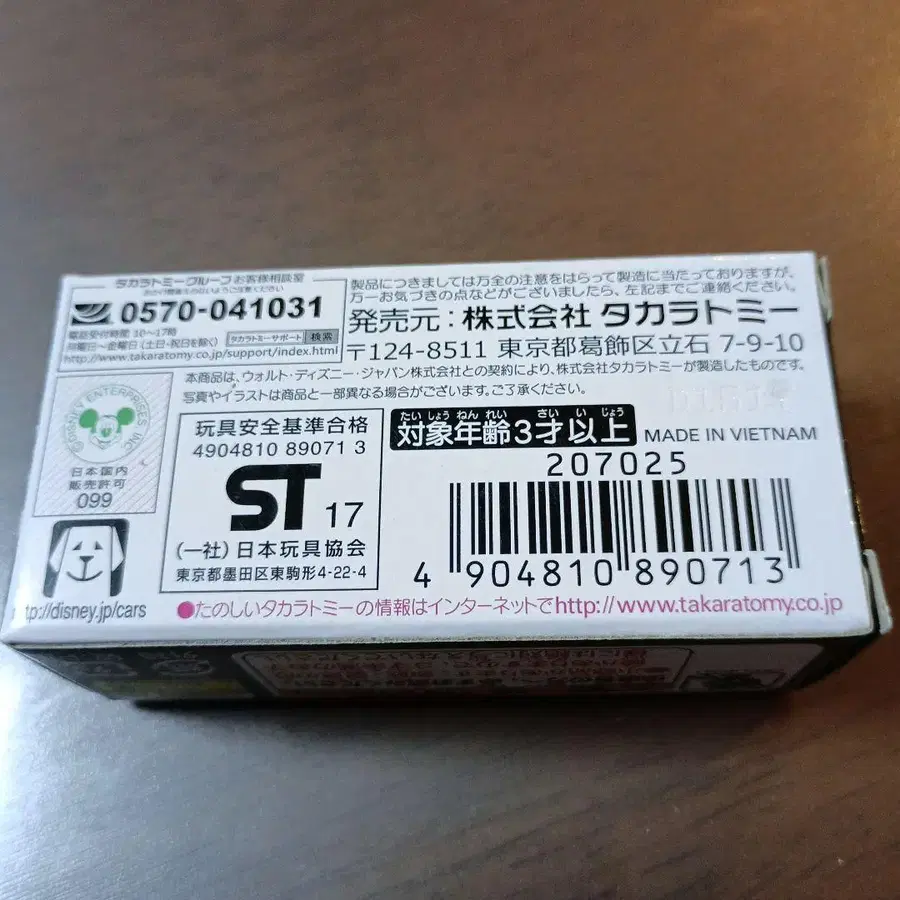 タカラトミーグループお客様相談室
0570-041031
電話受付時間 10〜17時
月曜日〜金曜日(土日・祝日を除く)
タカラトミーサポート 検索
http://www.takaratomy.co.jp/support/index.html
製品につきましては万全の注意をはらって製造に当たっておりますが、
万一お気づきの点などがございましたら、左記までご連絡ください。
発売元:株式会社 タカラトミー
〒124-8511 東京都葛飾区立石 7-9-10
本商品は、ウォルト・ディズニー・ジャパン株式会社との契約により、株式会社タカラトミーが製造したものです。
写真やイラストは商品と一部異なる場合がございます。ご了承ください。
©DISNEY ENTERPRISES, INC.
日本国内
販売許可
099
玩具安全基準合格
4904810 89071 3
ST 17
(一社)日本玩具協会
東京都墨田区東駒形4-22-4
たいしょうねんれい さい いじょう
対象年齢3才以上
MADE IN VIETNAM
207025
4 904810 890713
http://disney.jp/cars
●たのしいタカラトミーの情報はインターネットでhttp://www.takaratomy.co.jp